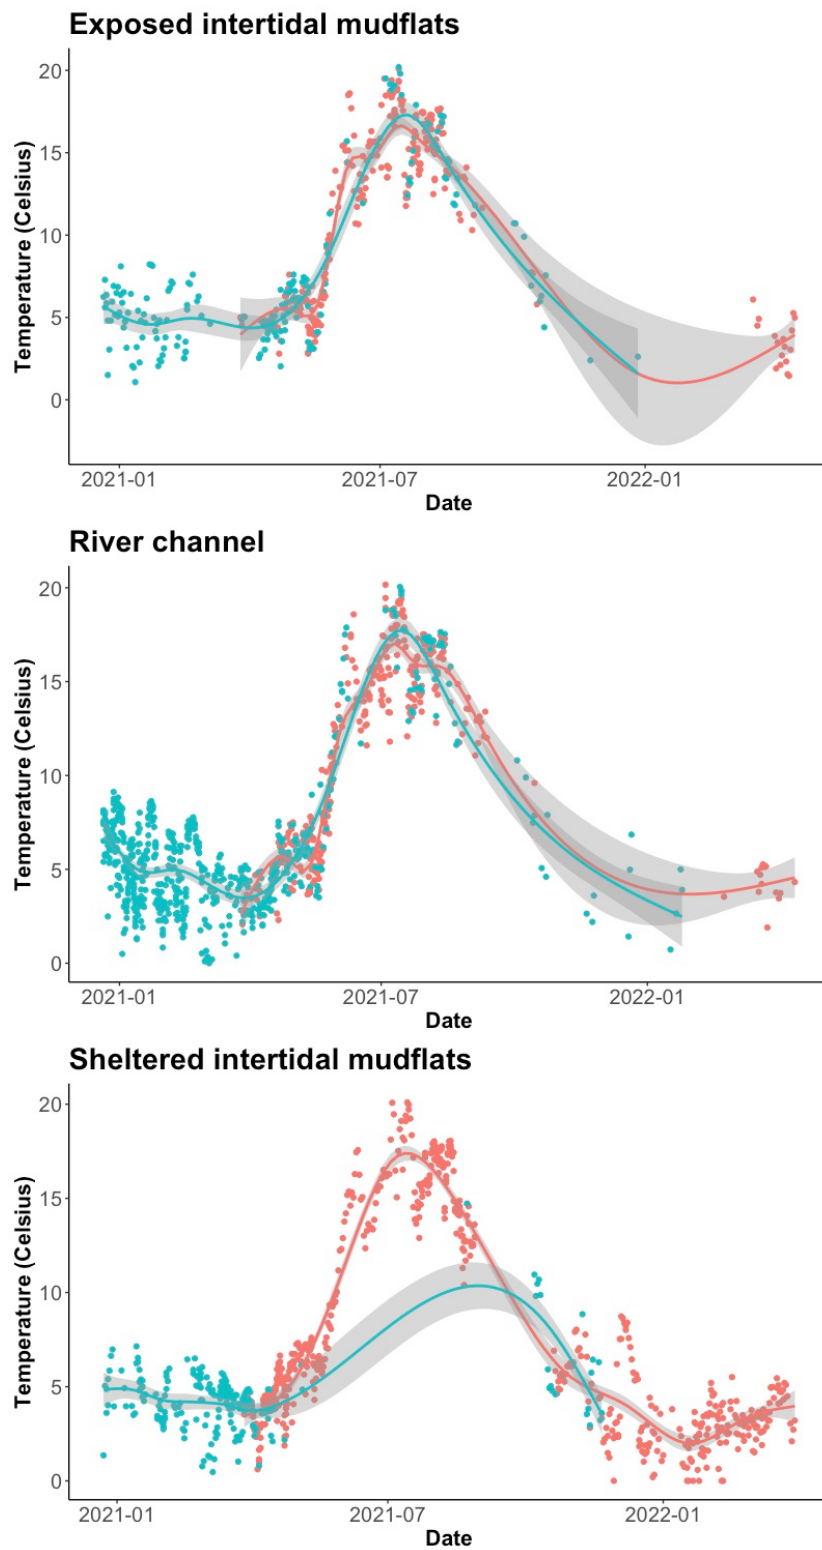 Exposed intertidal mudflats
Temperature (Celsius)
20
15
10
5
0
2021-01 2021-07 2022-01
Date
River channel
Temperature (Celsius)
20
15
10
5
0
2021-01 2021-07 2022-01
Date
Sheltered intertidal mudflats
Temperature (Celsius)
20
15
10
5
0
2021-01 2021-07 2022-01
Date